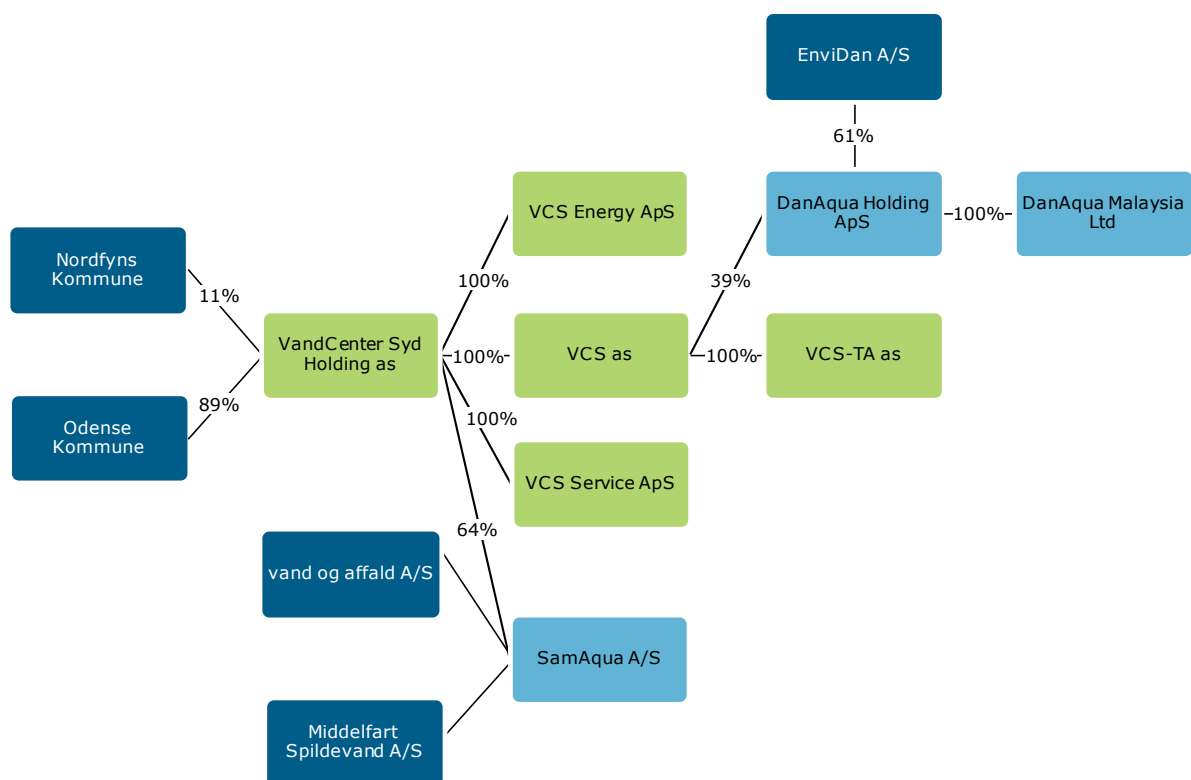 EnviDan A/S
61%
VCS Energy ApS
DanAqua Holding
ApS
100%
DanAqua Malaysia
Ltd
Nordfyns
Kommune
11%
100%
39%
VandCenter Syd
Holding as
100%
VCS as
100%
VCS-TA as
89%
Odense
Kommune
100%
VCS Service ApS
64%
vand og affald A/S
SamAqua A/S
Middelfart
Spildevand A/S